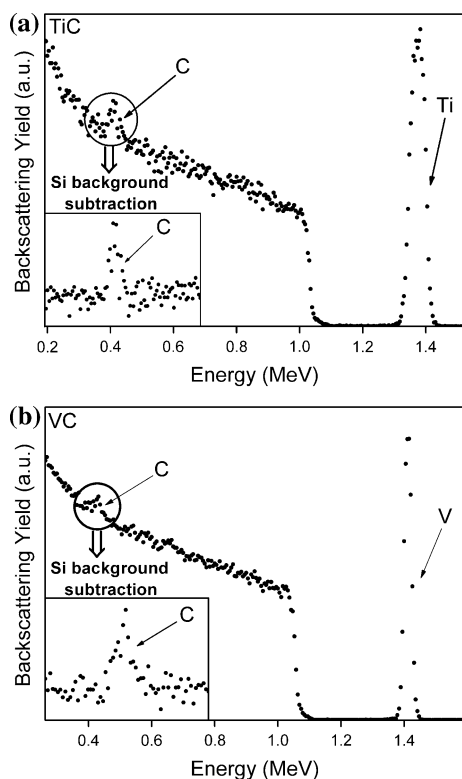 (a)
TiC
C
Ti
Si background
subtraction
C
Backscattering Yield (a.u.)
0.2 0.4 0.6 0.8 1.0 1.2 1.4
Energy (MeV)
(b)
VC
C
V
Si background
subtraction
C
Backscattering Yield (a.u.)
0.4 0.6 0.8 1.0 1.2 1.4
Energy (MeV)